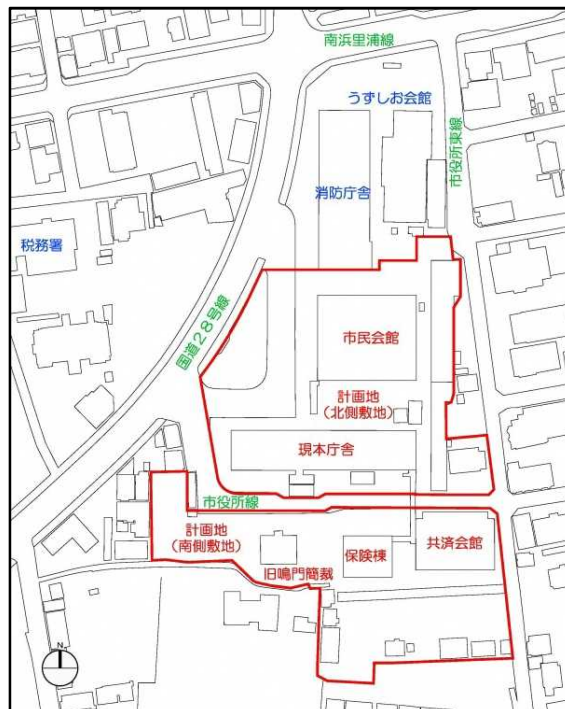 南浜里浦線
うずしお会館
市役所東線
消防庁舎
税務署
国道28号線
市民会館
計画地
(北側敷地)
現本庁舎
市役所線
計画地
(南側敷地)
保険棟
共済会館
旧鳴門簡裁
N